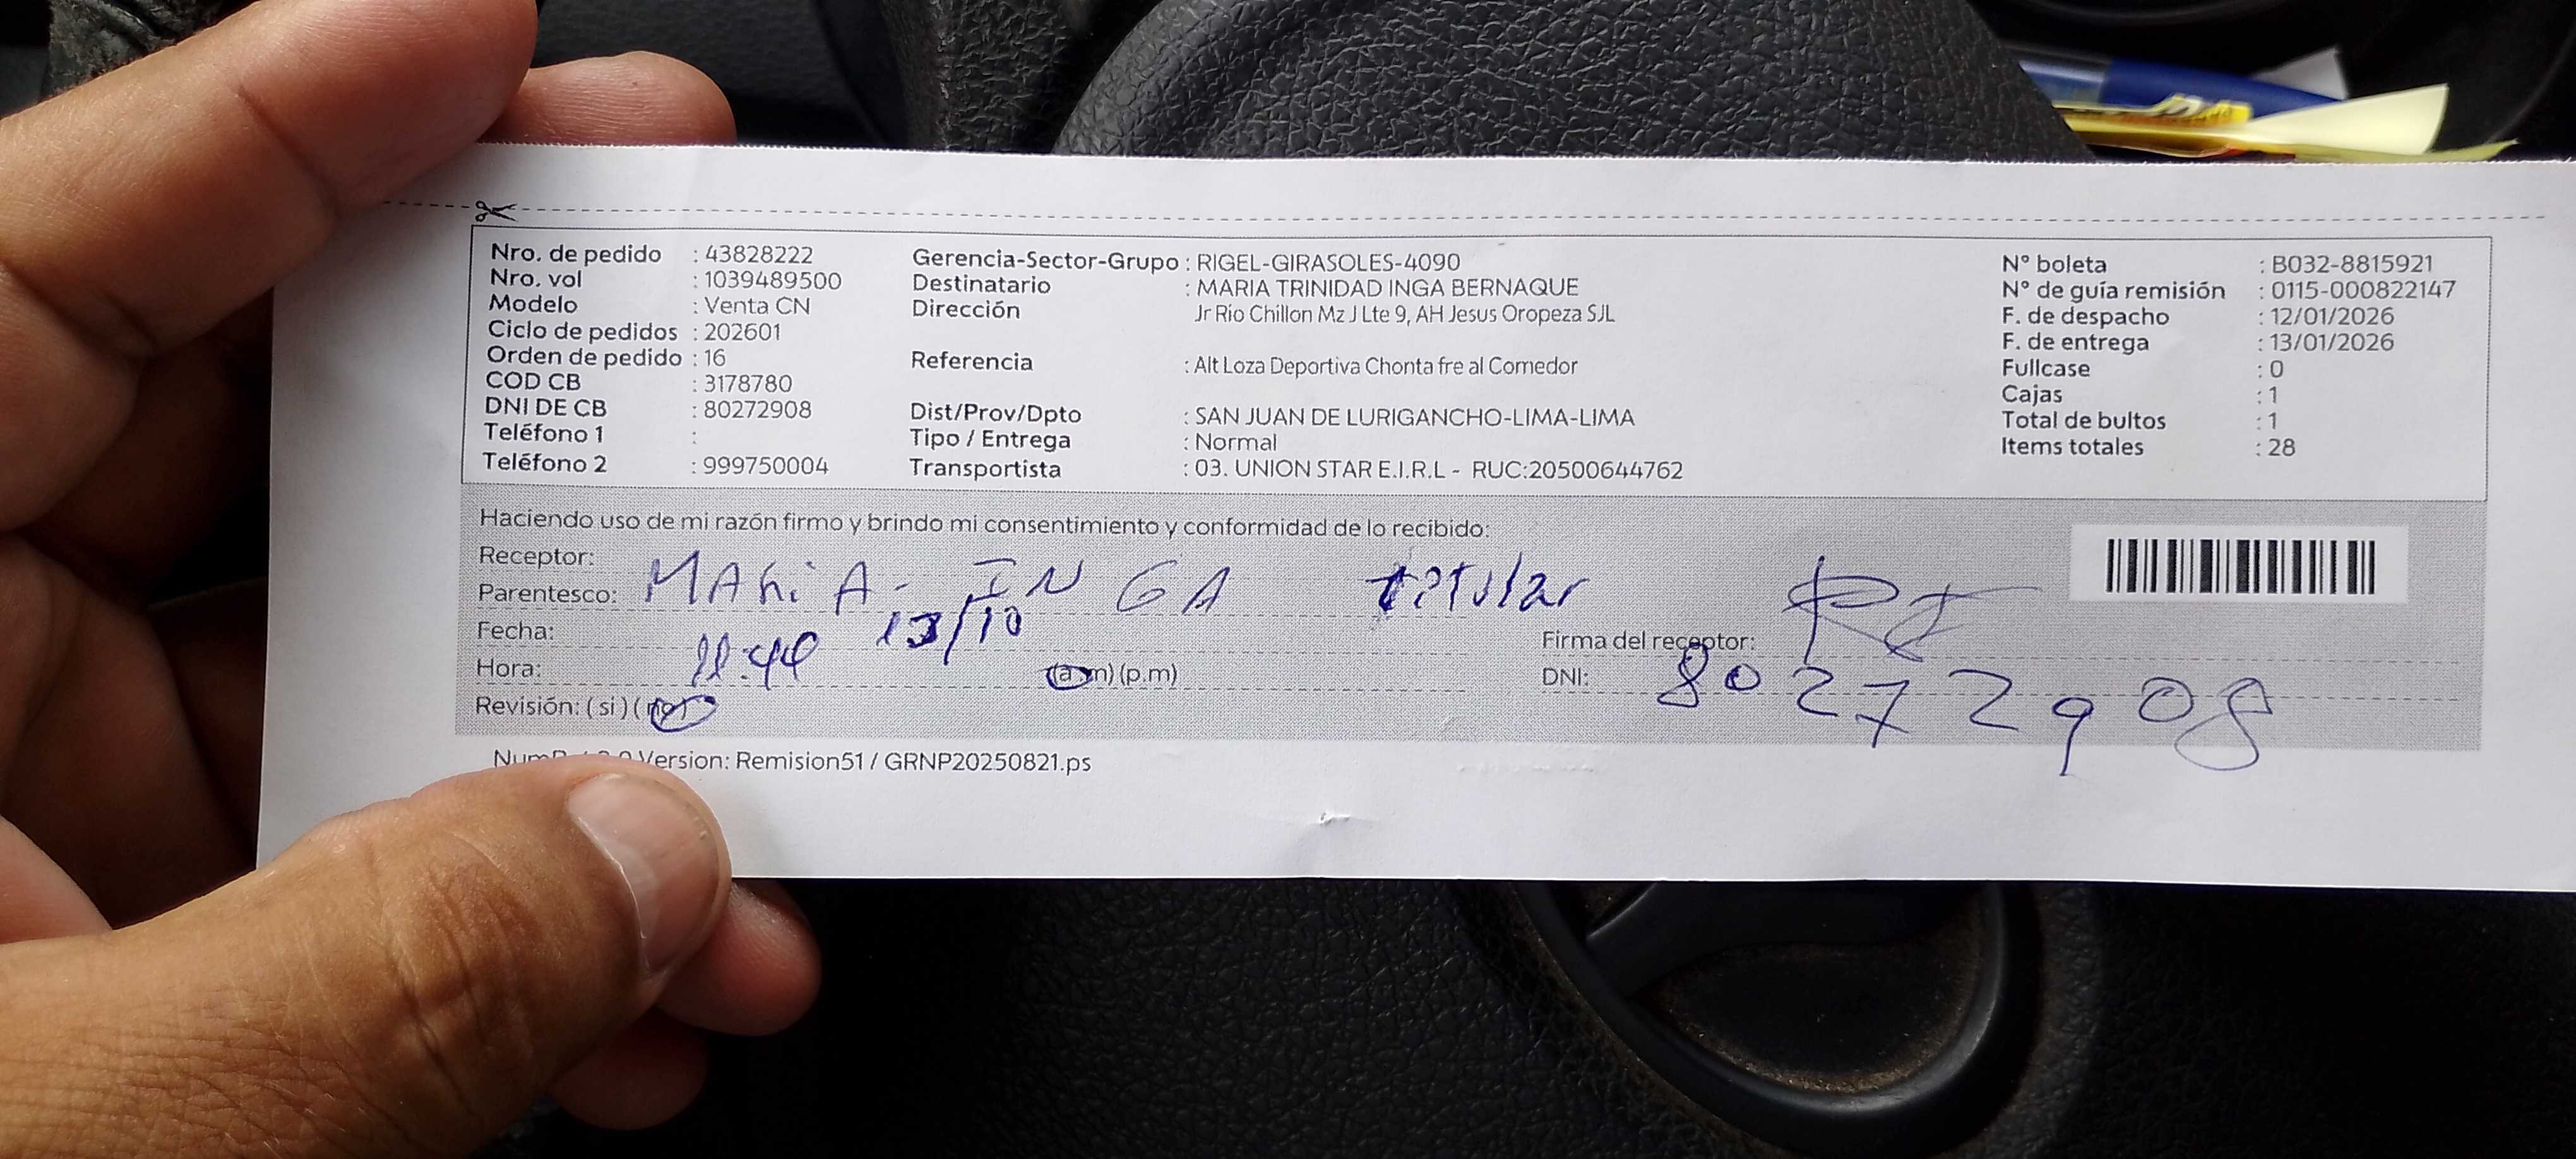 Nro. de pedido : 43828222
Nro. vol : 1039489500
Modelo : Venta CN
Ciclo de pedidos : 202601
Orden de pedido : 16
COD CB : 3178780
DNI DE CB : 80272908
Teléfono 1 :
Teléfono 2 : 999750004
Gerencia-Sector-Grupo : RIGEL-GIRASOLES-4090
Destinatario : MARIA TRINIDAD INGA BERNAQUE
Dirección Jr Rio Chillon Mz J Lte 9, AH Jesus Oropeza SJL
Referencia : Alt Loza Deportiva Chonta fre al Comedor
Dist/Prov/Dpto : SAN JUAN DE LURIGANCHO-LIMA-LIMA
Tipo / Entrega : Normal
Transportista : 03. UNION STAR E.I.R.L - RUC:20500644762
N° boleta : B032-8815921
N° de guía remisión : 0115-000822147
F. de despacho : 12/01/2026
F. de entrega : 13/01/2026
Fullcase : 0
Cajas : 1
Total de bultos : 1
Items totales : 28
Haciendo uso de mi razón firmo y brindo mi consentimiento y conformidad de lo recibido:
Receptor:
Parentesco: MARiA - INGA titular
Fecha: 13/10
Hora: 11:44 (a.m) (p.m)
Revisión: ( si ) ( no )
Firma del receptor:
DNI: 80272908
Version: Remision51 / GRNP20250821.ps